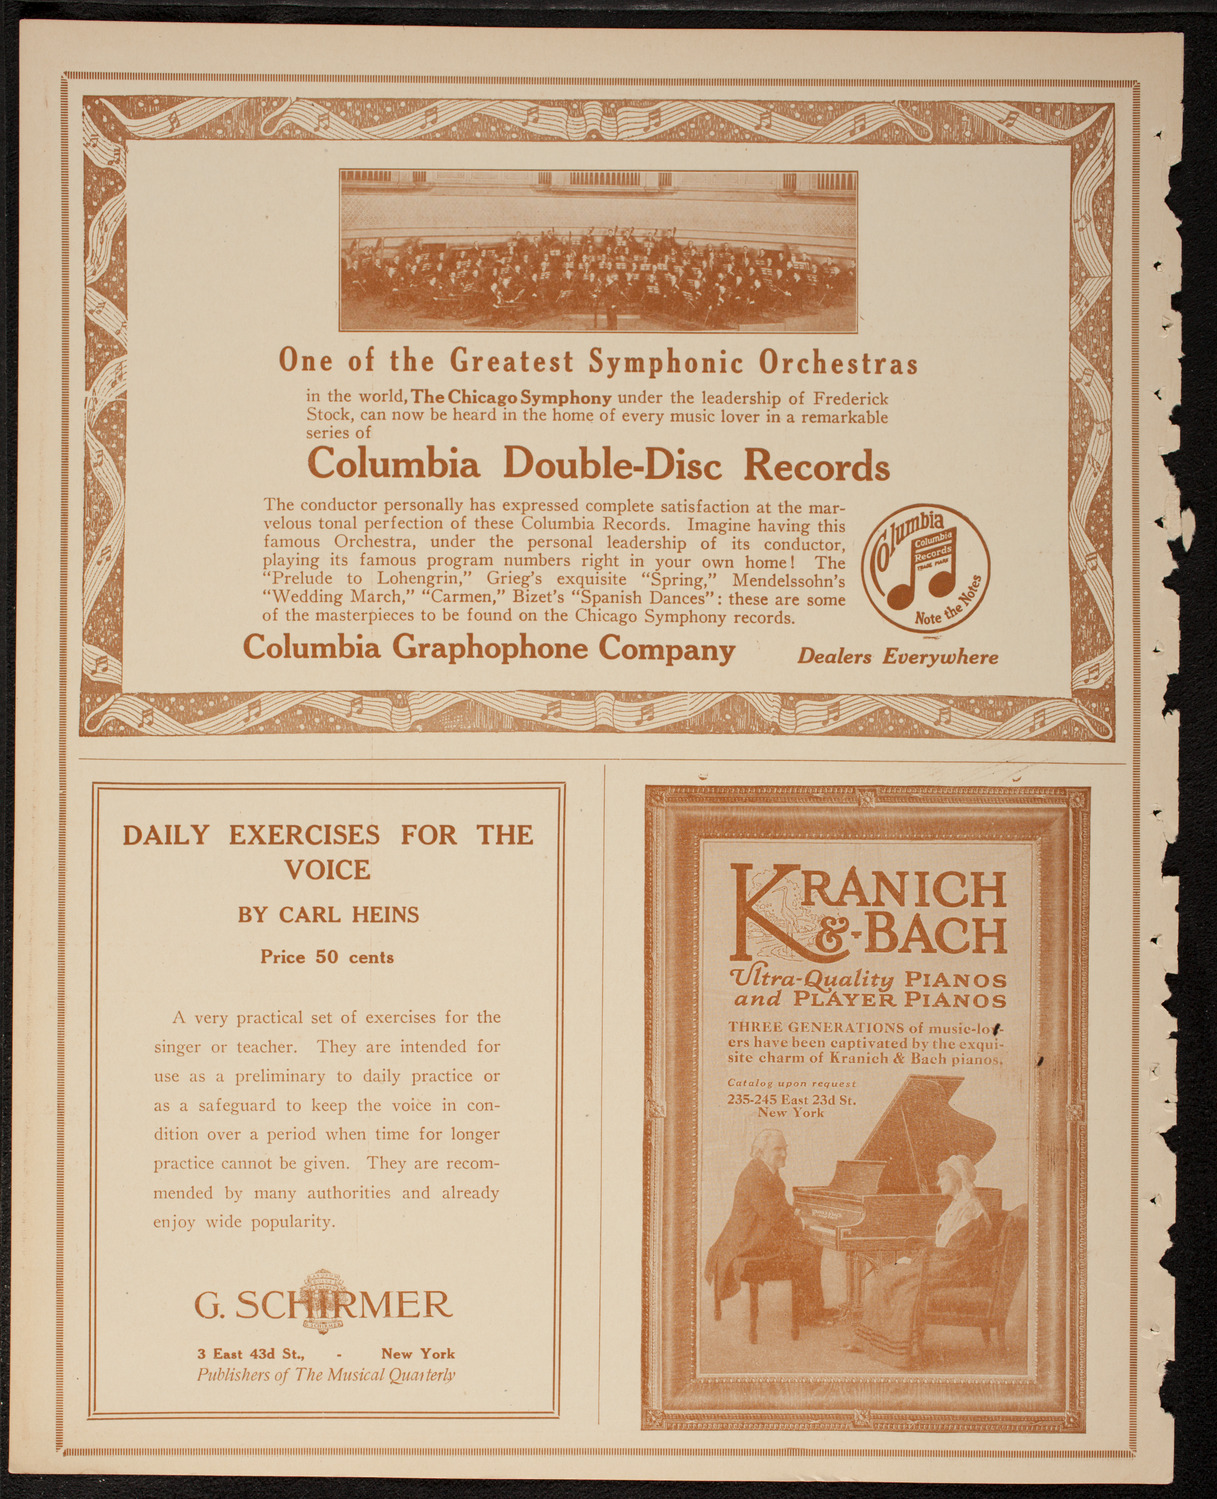 One of the Greatest Symphonic Orchestras
in the world, The Chicago Symphony under the leadership of Frederick
Stock, can now be heard in the home of every music lover in a remarkable
series of
Columbia Double-Disc Records
The conductor personally has expressed complete satisfaction at the mar-
velous tonal perfection of these Columbia Records. Imagine having this
famous Orchestra, under the personal leadership of its conductor,
playing its famous program numbers right in your own home! The
"Prelude to Lohengrin," Grieg's exquisite "Spring," Mendelssohn's
"Wedding March," "Carmen," Bizet's "Spanish Dances": these are some
of the masterpieces to be found on the Chicago Symphony records.
Columbia
Columbia
Records
TRADE MARK
Note the Notes
Columbia Graphophone Company
Dealers Everywhere
DAILY EXERCISES FOR THE
VOICE
BY CARL HEINS
Price 50 cents
A very practical set of exercises for the
singer or teacher. They are intended for
use as a preliminary to daily practice or
as a safeguard to keep the voice in con-
dition over a period when time for longer
practice cannot be given. They are recom-
mended by many authorities and already
enjoy wide popularity.
G. SCHIRMER
3 East 43d St., - New York
Publishers of The Musical Quarterly
KRANICH
&-BACH
Ultra-Quality PIANOS
and PLAYER PIANOS
THREE GENERATIONS of music-lov-
ers have been captivated by the exqui-
site charm of Kranich & Bach pianos.
Catalog upon request
235-245 East 23d St.
New York